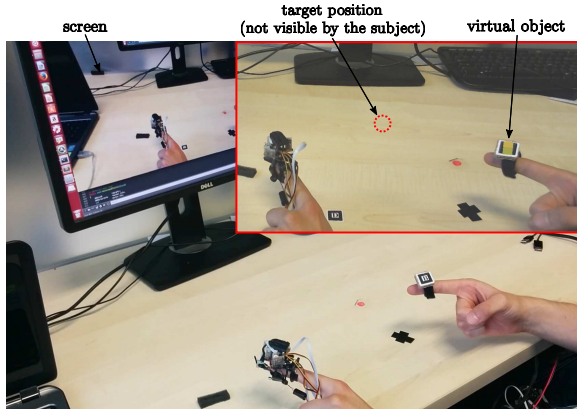 screen
target position
(not visible by the subject)
virtual object
DELL